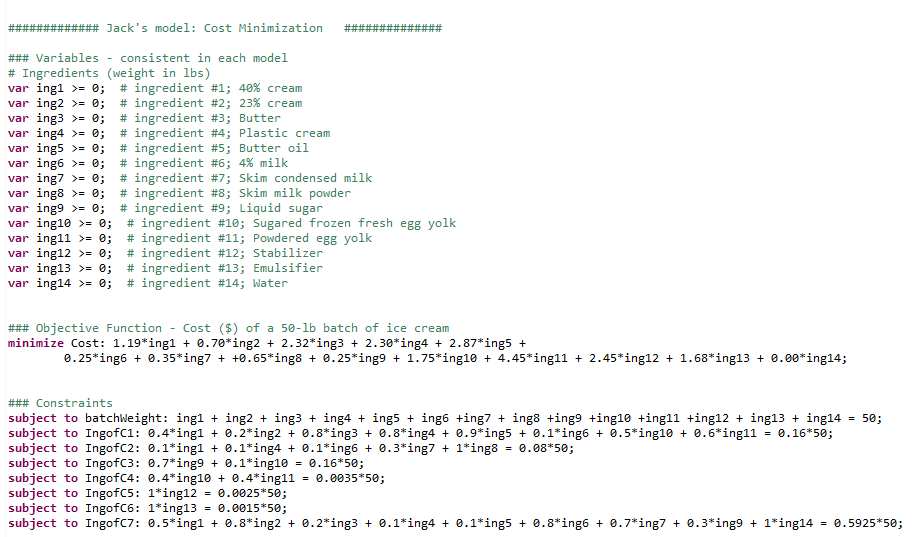 ############# Jack's model: Cost Minimization ##############
### Variables - consistent in each model
# Ingredients (weight in lbs)
var ing1 >= 0; # ingredient #1; 40% cream
var ing2 >= 0; # ingredient #2; 23% cream
var ing3 >= 0; # ingredient #3; Butter
var ing4 >= 0; # ingredient #4; Plastic cream
var ing5 >= 0; # ingredient #5; Butter oil
var ing6 >= 0; # ingredient #6; 4% milk
var ing7 >= 0; # ingredient #7; Skim condensed milk
var ing8 >= 0; # ingredient #8; Skim milk powder
var ing9 >= 0; # ingredient #9; Liquid sugar
var ing10 >= 0; # ingredient #10; Sugared frozen fresh egg yolk
var ing11 >= 0; # ingredient #11; Powdered egg yolk
var ing12 >= 0; # ingredient #12; Stabilizer
var ing13 >= 0; # ingredient #13; Emulsifier
var ing14 >= 0; # ingredient #14; Water
### Objective Function - Cost ($) of a 50-lb batch of ice cream
minimize Cost: 1.19*ing1 + 0.70*ing2 + 2.32*ing3 + 2.30*ing4 + 2.87*ing5 +
0.25*ing6 + 0.35*ing7 + +0.65*ing8 + 0.25*ing9 + 1.75*ing10 + 4.45*ing11 + 2.45*ing12 + 1.68*ing13 + 0.00*ing14;
### Constraints
subject to batchWeight: ing1 + ing2 + ing3 + ing4 + ing5 + ing6 +ing7 + ing8 +ing9 +ing10 +ing11 +ing12 + ing13 + ing14 = 50;
subject to IngofC1: 0.4*ing1 + 0.2*ing2 + 0.8*ing3 + 0.8*ing4 + 0.9*ing5 + 0.1*ing6 + 0.5*ing10 + 0.6*ing11 = 0.16*50;
subject to IngofC2: 0.1*ing1 + 0.1*ing4 + 0.1*ing6 + 0.3*ing7 + 1*ing8 = 0.08*50;
subject to IngofC3: 0.7*ing9 + 0.1*ing10 = 0.16*50;
subject to IngofC4: 0.4*ing10 + 0.4*ing11 = 0.0035*50;
subject to IngofC5: 1*ing12 = 0.0025*50;
subject to IngofC6: 1*ing13 = 0.0015*50;
subject to IngofC7: 0.5*ing1 + 0.8*ing2 + 0.2*ing3 + 0.1*ing4 + 0.1*ing5 + 0.8*ing6 + 0.7*ing7 + 0.3*ing9 + 1*ing14 = 0.5925*50;